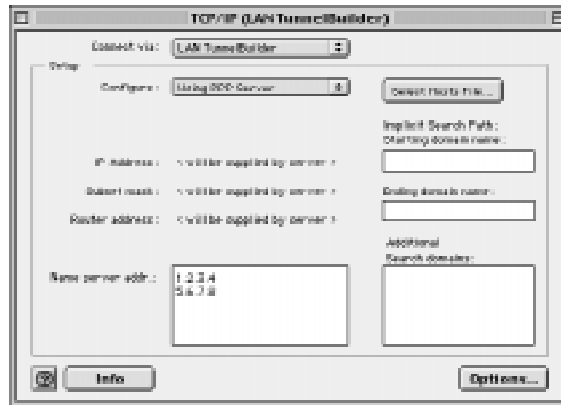 TCP/IP (LAN TunnelBuilder)
Connect via: LAN TunnelBuilder
Setup
Configure: Using PPP Server
Select Hosts File...
Implicit Search Path:
Starting domain name:
IP Address: < will be supplied by server >
Subnet mask: < will be supplied by server >
Ending domain name:
Router address: < will be supplied by server >
Additional
Search domains:
Name server addr.: 1.2.3.4
5.6.7.8
Info
Options...